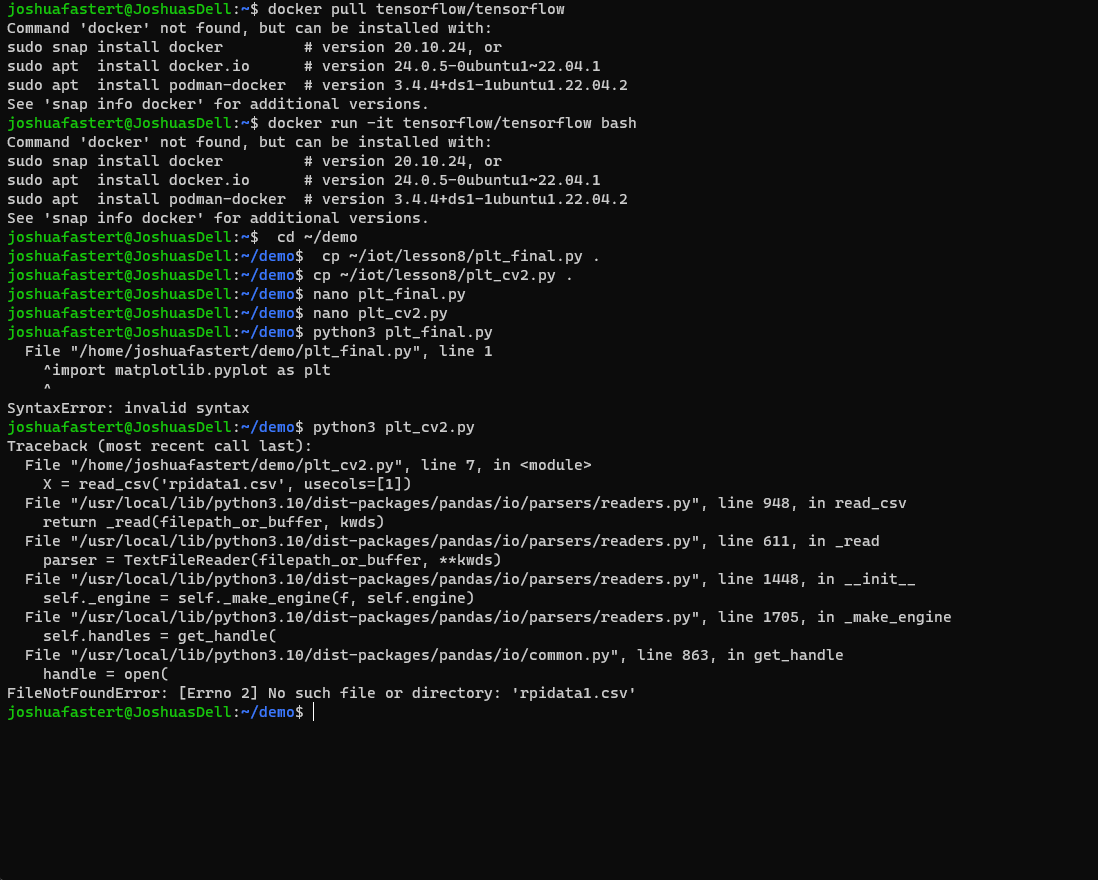 joshuafastert@JoshuasDell:~$ docker pull tensorflow/tensorflow
Command 'docker' not found, but can be installed with:
sudo snap install docker         # version 20.10.24, or
sudo apt  install docker.io      # version 24.0.5-0ubuntu1~22.04.1
sudo apt  install podman-docker  # version 3.4.4+ds1-1ubuntu1.22.04.2
See 'snap info docker' for additional versions.
joshuafastert@JoshuasDell:~$ docker run -it tensorflow/tensorflow bash
Command 'docker' not found, but can be installed with:
sudo snap install docker         # version 20.10.24, or
sudo apt  install docker.io      # version 24.0.5-0ubuntu1~22.04.1
sudo apt  install podman-docker  # version 3.4.4+ds1-1ubuntu1.22.04.2
See 'snap info docker' for additional versions.
joshuafastert@JoshuasDell:~$  cd ~/demo
joshuafastert@JoshuasDell:~/demo$  cp ~/iot/lesson8/plt_final.py .
joshuafastert@JoshuasDell:~/demo$ cp ~/iot/lesson8/plt_cv2.py .
joshuafastert@JoshuasDell:~/demo$ nano plt_final.py
joshuafastert@JoshuasDell:~/demo$ nano plt_cv2.py
joshuafastert@JoshuasDell:~/demo$ python3 plt_final.py
  File "/home/joshuafastert/demo/plt_final.py", line 1
    ^import matplotlib.pyplot as plt
    ^
SyntaxError: invalid syntax
joshuafastert@JoshuasDell:~/demo$ python3 plt_cv2.py
Traceback (most recent call last):
  File "/home/joshuafastert/demo/plt_cv2.py", line 7, in <module>
    X = read_csv('rpidata1.csv', usecols=[1])
  File "/usr/local/lib/python3.10/dist-packages/pandas/io/parsers/readers.py", line 948, in read_csv
    return _read(filepath_or_buffer, kwds)
  File "/usr/local/lib/python3.10/dist-packages/pandas/io/parsers/readers.py", line 611, in _read
    parser = TextFileReader(filepath_or_buffer, **kwds)
  File "/usr/local/lib/python3.10/dist-packages/pandas/io/parsers/readers.py", line 1448, in __init__
    self._engine = self._make_engine(f, self.engine)
  File "/usr/local/lib/python3.10/dist-packages/pandas/io/parsers/readers.py", line 1705, in _make_engine
    self.handles = get_handle(
  File "/usr/local/lib/python3.10/dist-packages/pandas/io/common.py", line 863, in get_handle
    handle = open(
FileNotFoundError: [Errno 2] No such file or directory: 'rpidata1.csv'
joshuafastert@JoshuasDell:~/demo$